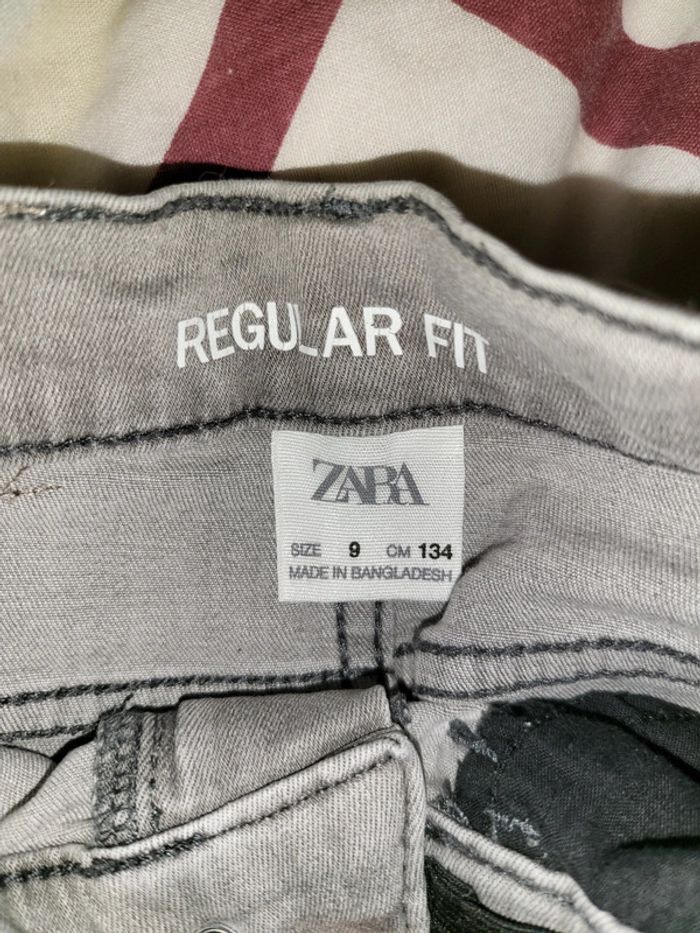 REGULAR FIT
ZARA
SIZE 9 CM 134
MADE IN BANGLADESH